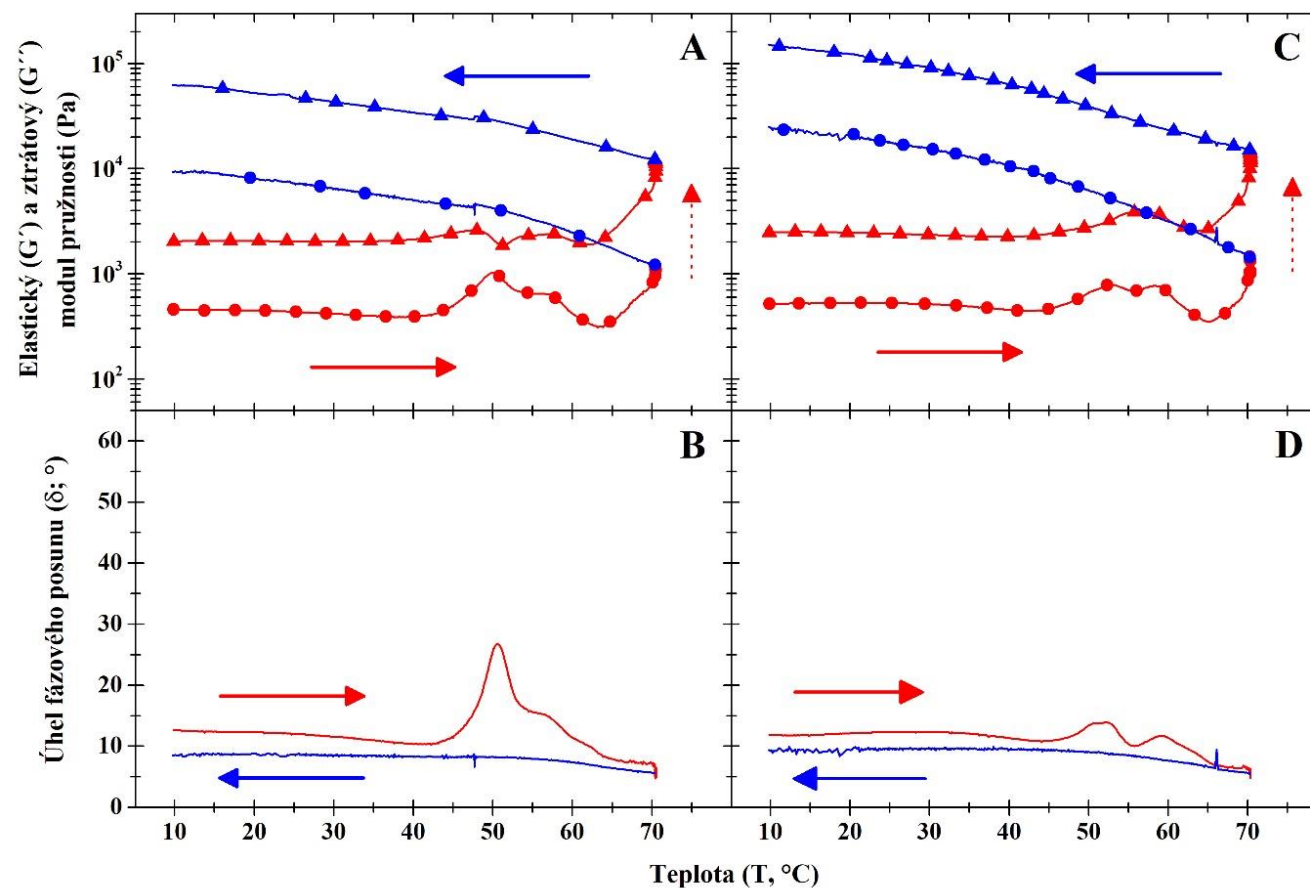 Elastický (G´) a ztrátový (G´´)
modul pružnosti (Pa)
A
C
10⁵
10⁴
10³
10²
Úhel fázového posunu (δ; °)
B
D
60
50
40
30
20
10
0
10 20 30 40 50 60 70 10 20 30 40 50 60 70
Teplota (T, °C)